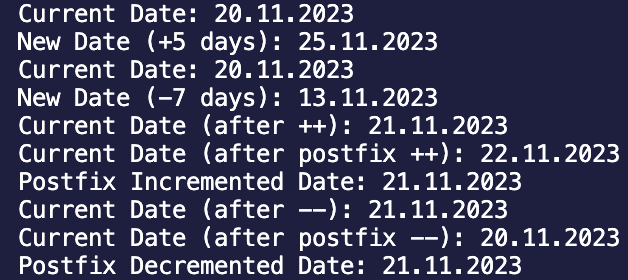 Current Date: 20.11.2023
New Date (+5 days): 25.11.2023
Current Date: 20.11.2023
New Date (-7 days): 13.11.2023
Current Date (after ++): 21.11.2023
Current Date (after postfix ++): 22.11.2023
Postfix Incremented Date: 21.11.2023
Current Date (after --): 21.11.2023
Current Date (after postfix --): 20.11.2023
Postfix Decremented Date: 21.11.2023